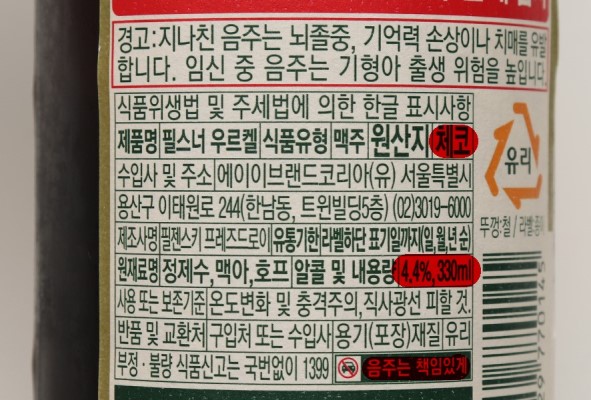 경고:지나친 음주는 뇌졸중, 기억력 손상이나 치매를 유발
합니다. 임신 중 음주는 기형아 출생 위험을 높입니다.
식품위생법 및 주세법에 의한 한글 표시사항
제품명 필스너 우르켈 식품유형 맥주 원산지 체코
수입사 및 주소 에이이브랜드코리아(유) 서울특별시
용산구 이태원로 244(한남동, 트윈빌딩5층) (02)3019-6000
제조사명 필젠스키 프레즈드로이 유통기한 라벨하단 표기일까지(일,월,년 순)
원재료명 정제수, 맥아, 호프 알콜 및 내용량 4.4%, 330ml
사용 또는 보존기준 온도변화 및 충격주의, 직사광선 피할 것.
반품 및 교환처 구입처 또는 수입사 용기(포장)재질 유리
부정·불량 식품신고는 국번없이 1399 음주는 책임있게
유리
뚜껑:철 / 라벨:종이
770145